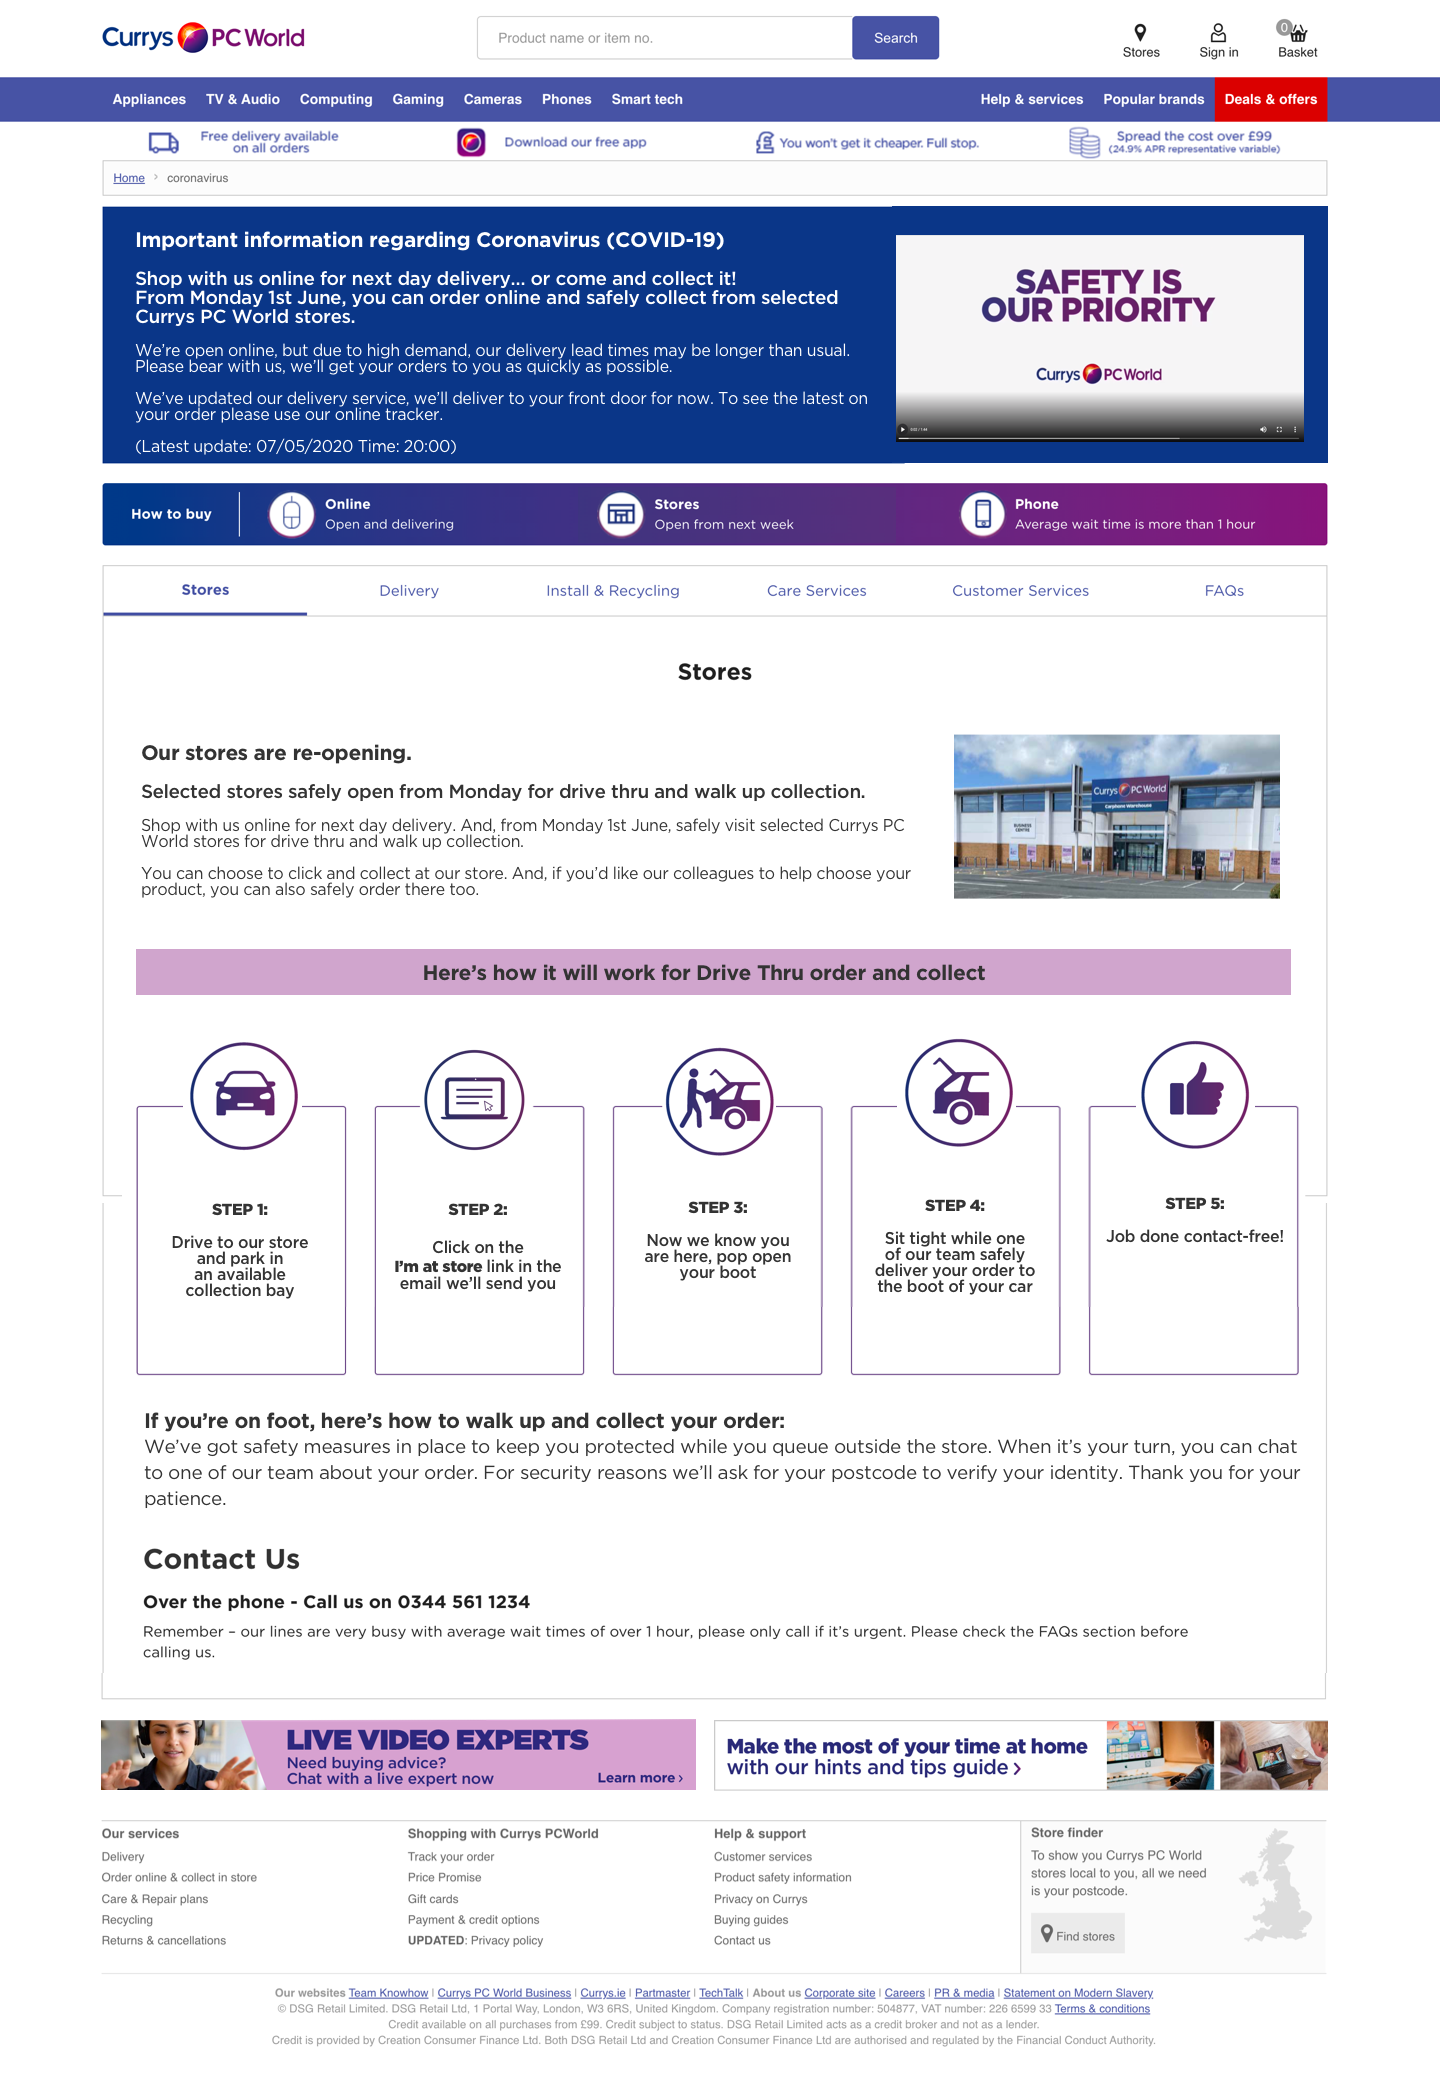 Currys PC World
Product name or item no.
Search
Stores
Sign in
0
Basket
Appliances
TV & Audio
Computing
Gaming
Cameras
Phones
Smart tech
Help & services
Popular brands
Deals & offers
Free delivery available
on all orders
Download our free app
You won't get it cheaper. Full stop.
Spread the cost over £99
(24.9% APR representative variable)
Home › coronavirus
Important information regarding Coronavirus (COVID-19)
Shop with us online for next day delivery... or come and collect it!
From Monday 1st June, you can order online and safely collect from selected
Currys PC World stores.
We're open online, but due to high demand, our delivery lead times may be longer than usual.
Please bear with us, we'll get your orders to you as quickly as possible.
We've updated our delivery service, we'll deliver to your front door for now. To see the latest on
your order please use our online tracker.
(Latest update: 07/05/2020 Time: 20:00)
SAFETY IS
OUR PRIORITY
Currys PC World
How to buy
Online
Open and delivering
Stores
Open from next week
Phone
Average wait time is more than 1 hour
Stores
Delivery
Install & Recycling
Care Services
Customer Services
FAQs
Stores
Our stores are re-opening.
Selected stores safely open from Monday for drive thru and walk up collection.
Shop with us online for next day delivery. And, from Monday 1st June, safely visit selected Currys PC
World stores for drive thru and walk up collection.
You can choose to click and collect at our store. And, if you'd like our colleagues to help choose your
product, you can also safely order there too.
Currys PC World
Carphone Warehouse
BUSINESS
CENTRE
Here's how it will work for Drive Thru order and collect
STEP 1:
Drive to our store
and park in
an available
collection bay
STEP 2:
Click on the
I'm at store link in the
email we'll send you
STEP 3:
Now we know you
are here, pop open
your boot
STEP 4:
Sit tight while one
of our team safely
deliver your order to
the boot of your car
STEP 5:
Job done contact-free!
If you're on foot, here's how to walk up and collect your order:
We've got safety measures in place to keep you protected while you queue outside the store. When it's your turn, you can chat
to one of our team about your order. For security reasons we'll ask for your postcode to verify your identity. Thank you for your
patience.
Contact Us
Over the phone - Call us on 0344 561 1234
Remember – our lines are very busy with average wait times of over 1 hour, please only call if it's urgent. Please check the FAQs section before
calling us.
LIVE VIDEO EXPERTS
Need buying advice?
Chat with a live expert now
Learn more ›
Make the most of your time at home
with our hints and tips guide ›
Our services
Delivery
Order online & collect in store
Care & Repair plans
Recycling
Returns & cancellations
Shopping with Currys PCWorld
Track your order
Price Promise
Gift cards
Payment & credit options
UPDATED: Privacy policy
Help & support
Customer services
Product safety information
Privacy on Currys
Buying guides
Contact us
Store finder
To show you Currys PC World
stores local to you, all we need
is your postcode.
Find stores
Our websites Team Knowhow | Currys PC World Business | Currys.ie | Partmaster | TechTalk | About us Corporate site | Careers | PR & media | Statement on Modern Slavery
© DSG Retail Limited. DSG Retail Ltd, 1 Portal Way, London, W3 6RS, United Kingdom. Company registration number: 504877, VAT number: 226 6599 33 Terms & conditions
Credit available on all purchases from £99. Credit subject to status. DSG Retail Limited acts as a credit broker and not as a lender.
Credit is provided by Creation Consumer Finance Ltd. Both DSG Retail Ltd and Creation Consumer Finance Ltd are authorised and regulated by the Financial Conduct Authority.